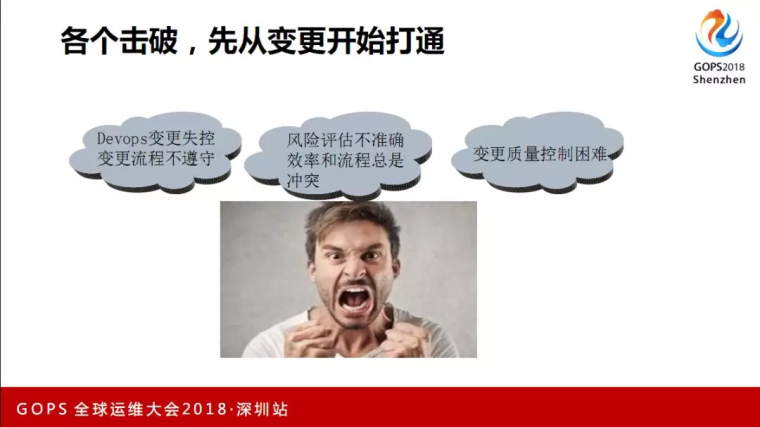 各个击破，先从变更开始打通
GOPS2018
Shenzhen
Devops变更失控
变更流程不遵守
风险评估不准确
效率和流程总是
冲突
变更质量控制困难
GOPS 全球运维大会2018·深圳站